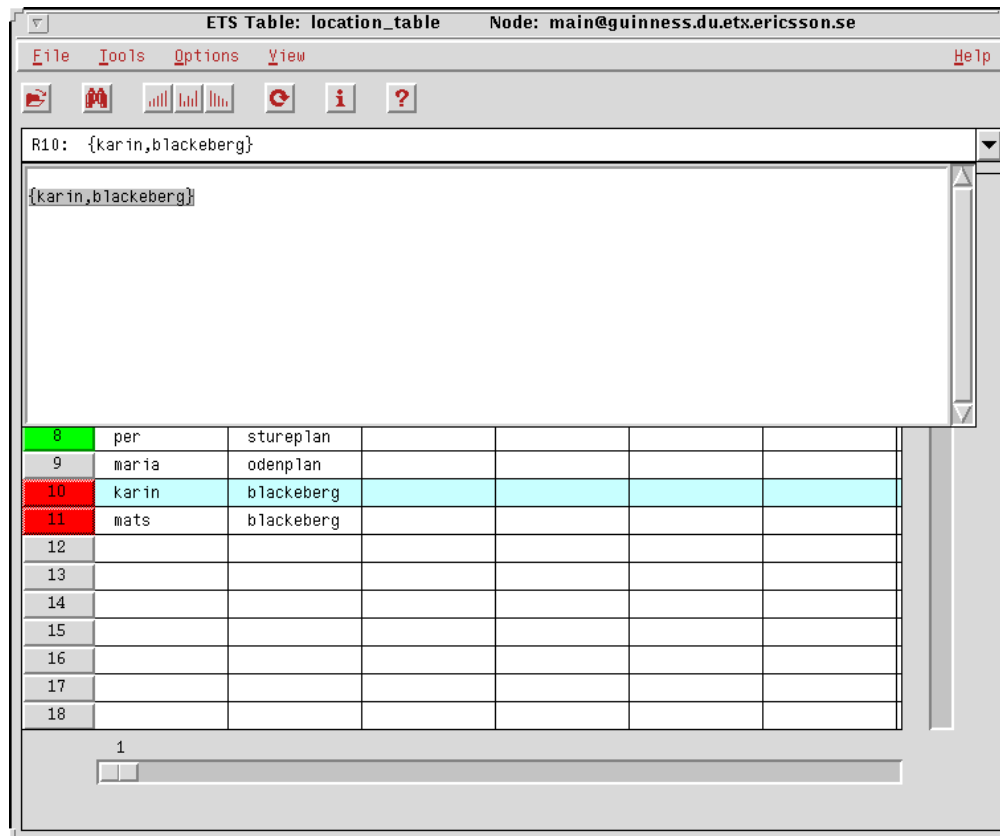 ETS Table: location_table Node: main@guinness.du.etx.ericsson.se
File Tools Options View Help
i ?
R10: {karin,blackeberg}
{karin,blackeberg}
8 per stureplan
9 maria odenplan
10 karin blackeberg
11 mats blackeberg
12
13
14
15
16
17
18
1